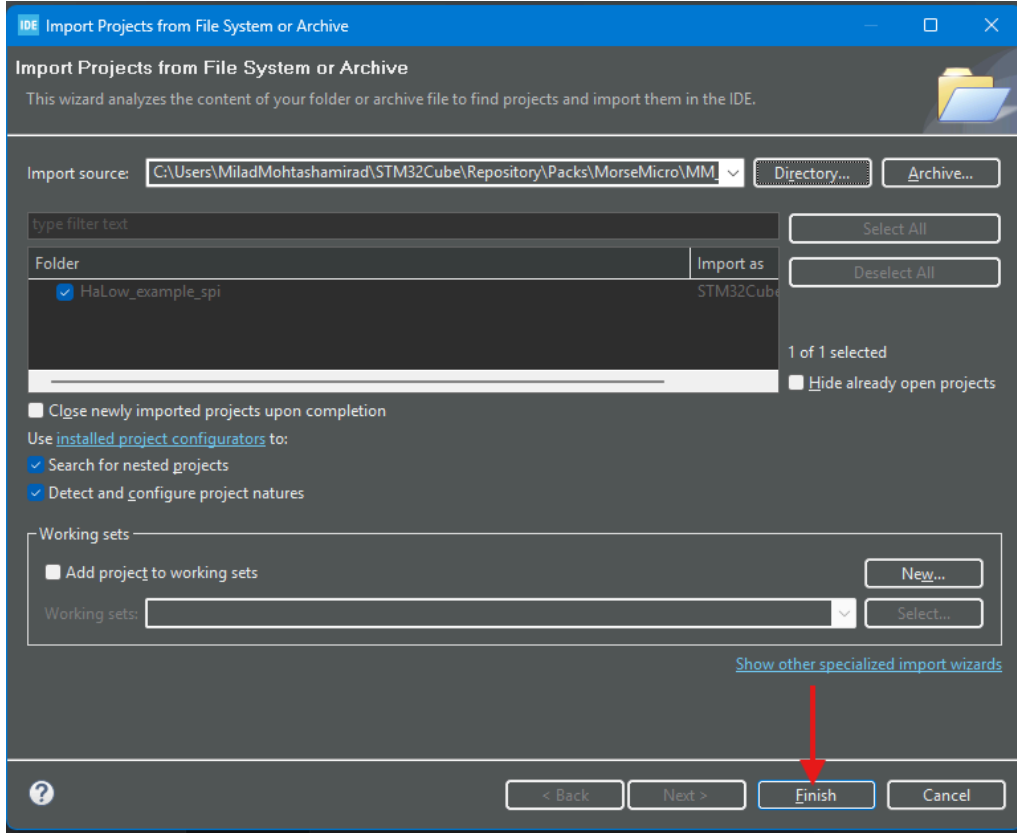 IDE Import Projects from File System or Archive
Import Projects from File System or Archive
This wizard analyzes the content of your folder or archive file to find projects and import them in the IDE.
Import source: C:\Users\MiladMohtashamirad\STM32Cube\Repository\Packs\MorseMicro\MM_ Directory... Archive...
type filter text Select All
Folder Import as Deselect All
HaLow_example_spi STM32Cube
1 of 1 selected
Hide already open projects
Close newly imported projects upon completion
Use installed project configurators to:
Search for nested projects
Detect and configure project natures
Working sets
Add project to working sets New...
Working sets: Select...
Show other specialized import wizards
? < Back Next > Finish Cancel